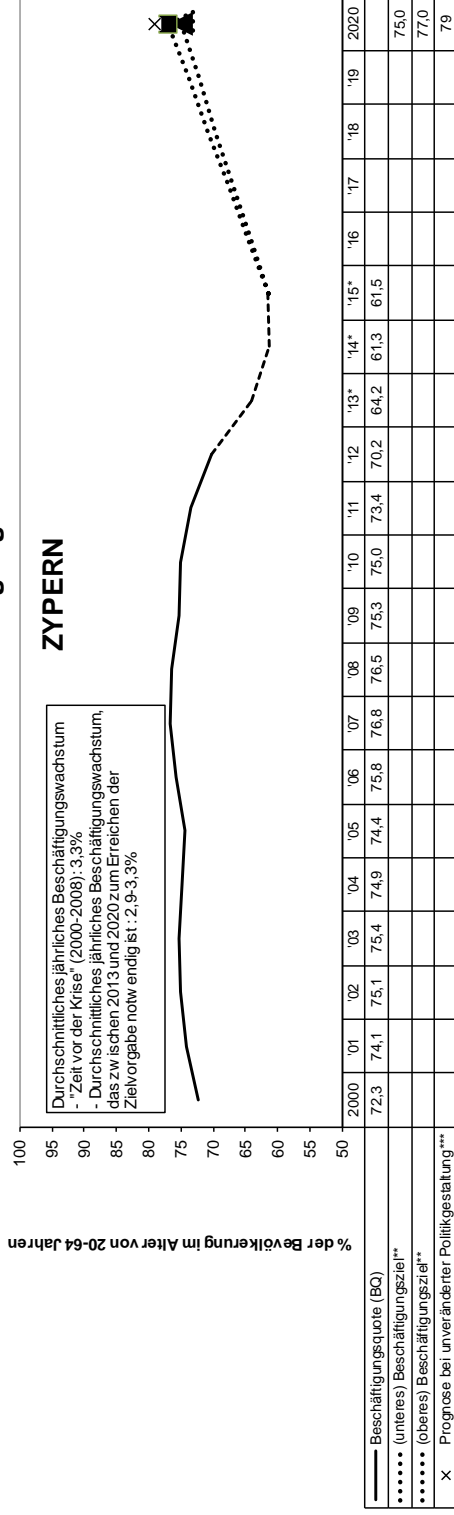 ZYPERN
Durchschnittliches jährliches Beschäftigungswachstum
- "Zeit vor der Krise" (2000-2008): 3,3%
- Durchschnittliches jährliches Beschäftigungswachstum,
das zw ischen 2013 und 2020 zum Erreichen der
Zielvorgabe notw endig ist : 2,9-3,3%
% der Bevölkerung im Alter von 20-64 Jahren
100
95
90
85
80
75
70
65
60
55
50
2000 '01 '02 '03 '04 '05 '06 '07 '08 '09 '10 '11 '12 '13* '14* '15* '16 '17 '18 '19 2020
Beschäftigungsquote (BQ) 72,3 74,1 75,1 75,4 74,9 74,4 75,8 76,8 76,5 75,3 75,0 73,4 70,2 64,2 61,3 61,5
(unteres) Beschäftigungsziel** 75,0
(oberes) Beschäftigungsziel** 77,0
Prognose bei unveränderter Politikgestaltung*** 79